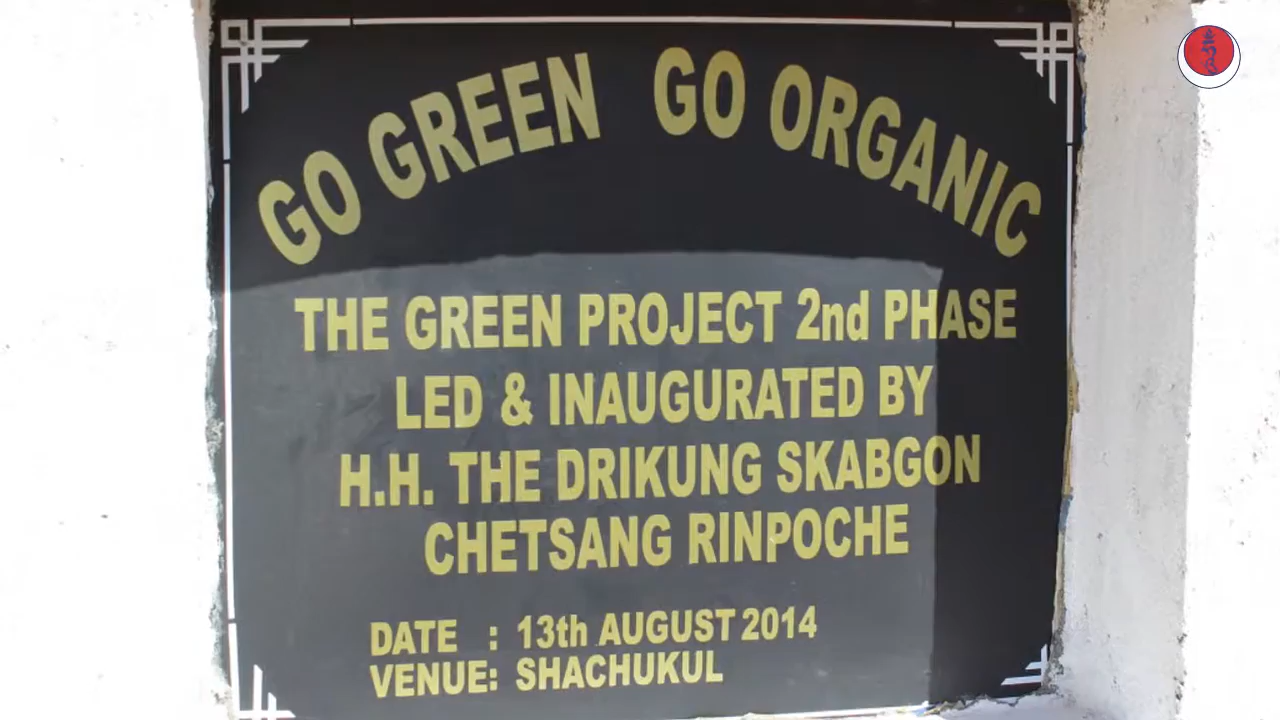 GO GREEN GO ORGANIC
THE GREEN PROJECT 2nd PHASE
LED & INAUGURATED BY
H.H. THE DRIKUNG SKABGON
CHETSANG RINPOCHE
DATE : 13th AUGUST 2014
VENUE: SHACHUKUL